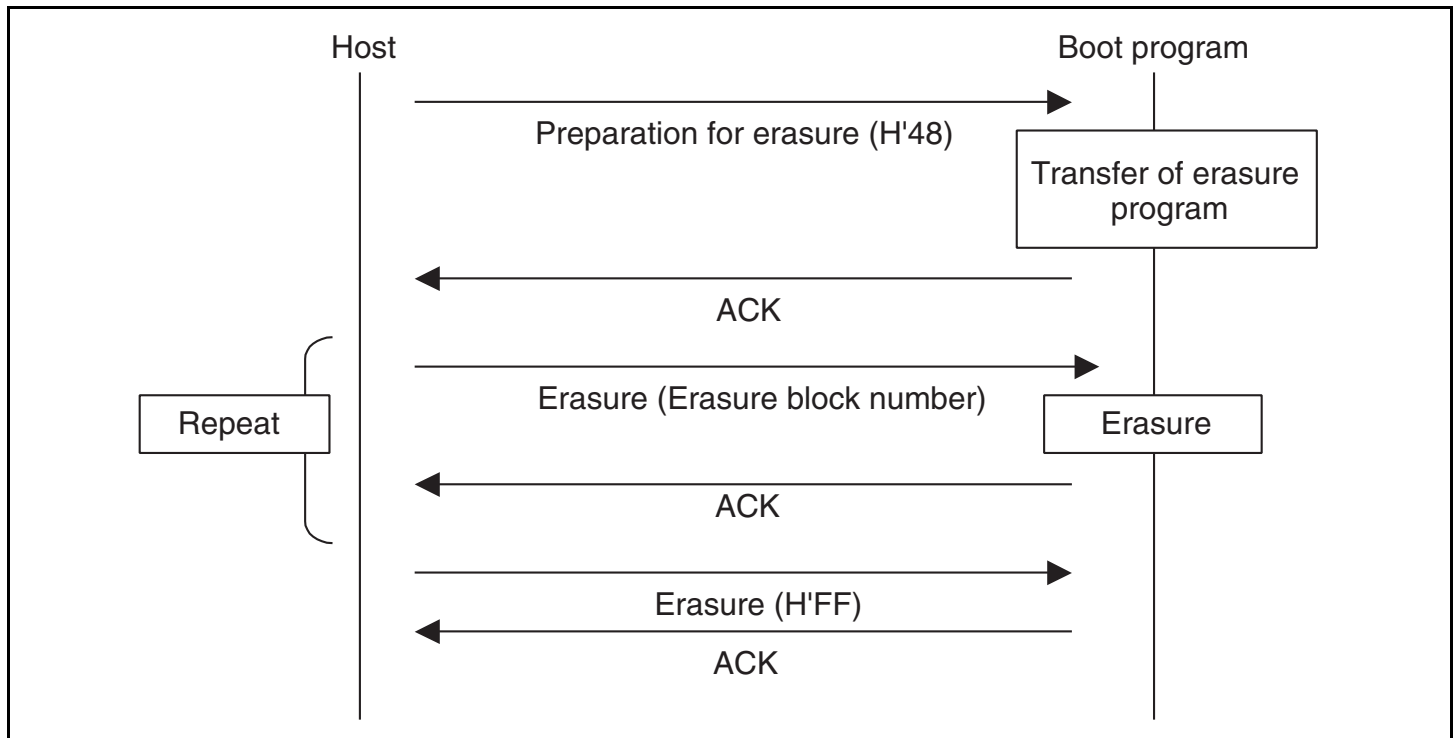 Host
Boot program
Preparation for erasure (H'48)
Transfer of erasure
program
ACK
Erasure (Erasure block number)
Repeat
Erasure
ACK
Erasure (H'FF)
ACK